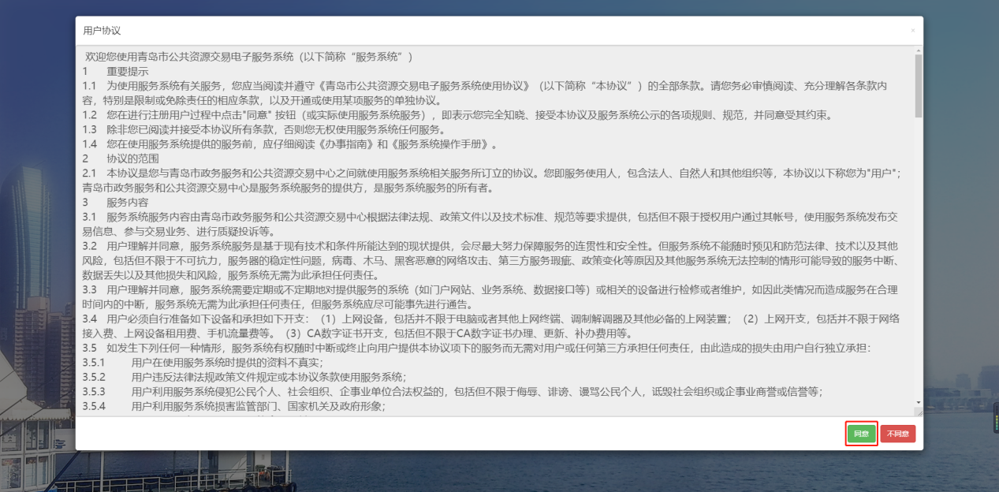 用户协议
×
欢迎您使用青岛市公共资源交易电子服务系统（以下简称“服务系统”）
1 重要提示
1.1 为使用服务系统有关服务，您应当阅读并遵守《青岛市公共资源交易电子服务系统使用协议》（以下简称“本协议”）的全部条款。请您务必审慎阅读、充分理解各条款内
容，特别是限制或免除责任的相应条款，以及开通或使用某项服务的单独协议。
1.2 您在进行注册用户过程中点击"同意" 按钮（或实际使用服务系统服务），即表示您完全知晓、接受本协议及服务系统公示的各项规则、规范，并同意受其约束。
1.3 除非您已阅读并接受本协议所有条款，否则您无权使用服务系统任何服务。
1.4 您在使用服务系统提供的服务前，应仔细阅读《办事指南》和《服务系统操作手册》。
2 协议的范围
2.1 本协议是您与青岛市政务服务和公共资源交易中心之间就使用服务系统相关服务所订立的协议。您即服务使用人，包含法人、自然人和其他组织等，本协议以下称您为"用户"；
青岛市政务服务和公共资源交易中心是服务系统服务的提供方，是服务系统服务的所有者。
3 服务内容
3.1 服务系统服务内容由青岛市政务服务和公共资源交易中心根据法律法规、政策文件以及技术标准、规范等要求提供，包括但不限于授权用户通过其帐号，使用服务系统发布交
易信息、参与交易业务、进行质疑投诉等。
3.2 用户理解并同意，服务系统服务是基于现有技术和条件所能达到的现状提供，会尽最大努力保障服务的连贯性和安全性。但服务系统不能随时预见和防范法律、技术以及其他
风险，包括但不限于不可抗力，服务器的稳定性问题，病毒、木马、黑客恶意的网络攻击、第三方服务瑕疵、政策变化等原因及其他服务系统无法控制的情形可能导致的服务中断、
数据丢失以及其他损失和风险，服务系统无需为此承担任何责任。
3.3 用户理解并同意，服务系统需要定期或不定期地对提供服务的系统（如门户网站、业务系统、数据接口等）或相关的设备进行检修或者维护，如因此类情况而造成服务在合理
时间内的中断，服务系统无需为此承担任何责任，但服务系统应尽可能事先进行通告。
3.4 用户必须自行准备如下设备和承担如下开支：（1）上网设备，包括并不限于电脑或者其他上网终端、调制解调器及其他必备的上网装置；（2）上网开支，包括并不限于网络
接入费、上网设备租用费、手机流量费等。（3）CA数字证书开支，包括但不限于CA数字证书办理、更新、补办费用等。
3.5 如发生下列任何一种情形，服务系统有权随时中断或终止向用户提供本协议项下的服务而无需对用户或任何第三方承担任何责任，由此造成的损失由用户自行独立承担：
3.5.1 用户在使用服务系统时提供的资料不真实；
3.5.2 用户违反法律法规政策文件规定或本协议条款使用服务系统；
3.5.3 用户利用服务系统侵犯公民个人、社会组织、企事业单位合法权益的，包括但不限于侮辱、诽谤、谩骂公民个人，诋毁社会组织或企事业商誉或信誉等；
3.5.4 用户利用服务系统损害监管部门、国家机关及政府形象；
同意 不同意